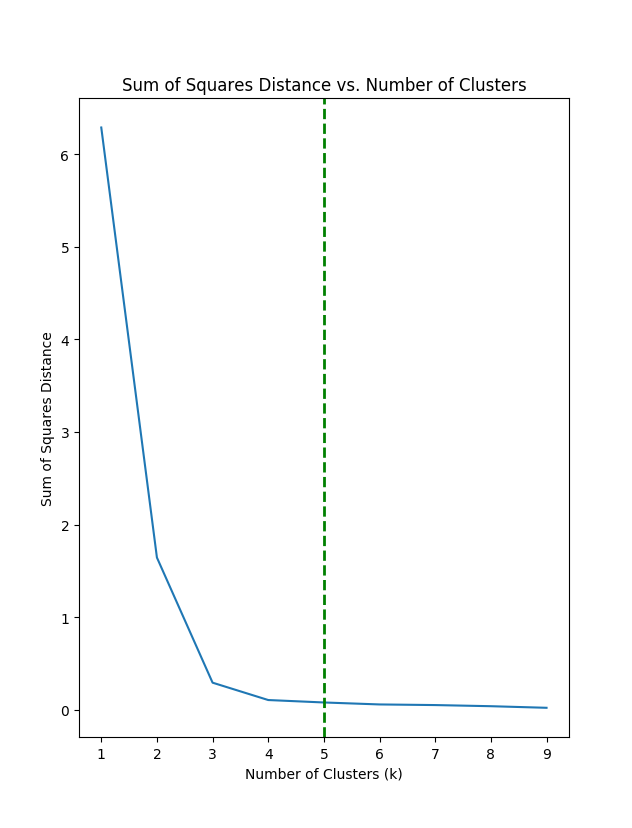 Sum of Squares Distance vs. Number of Clusters
6
5
4
3
2
1
0
Sum of Squares Distance
1 2 3 4 5 6 7 8 9
Number of Clusters (k)